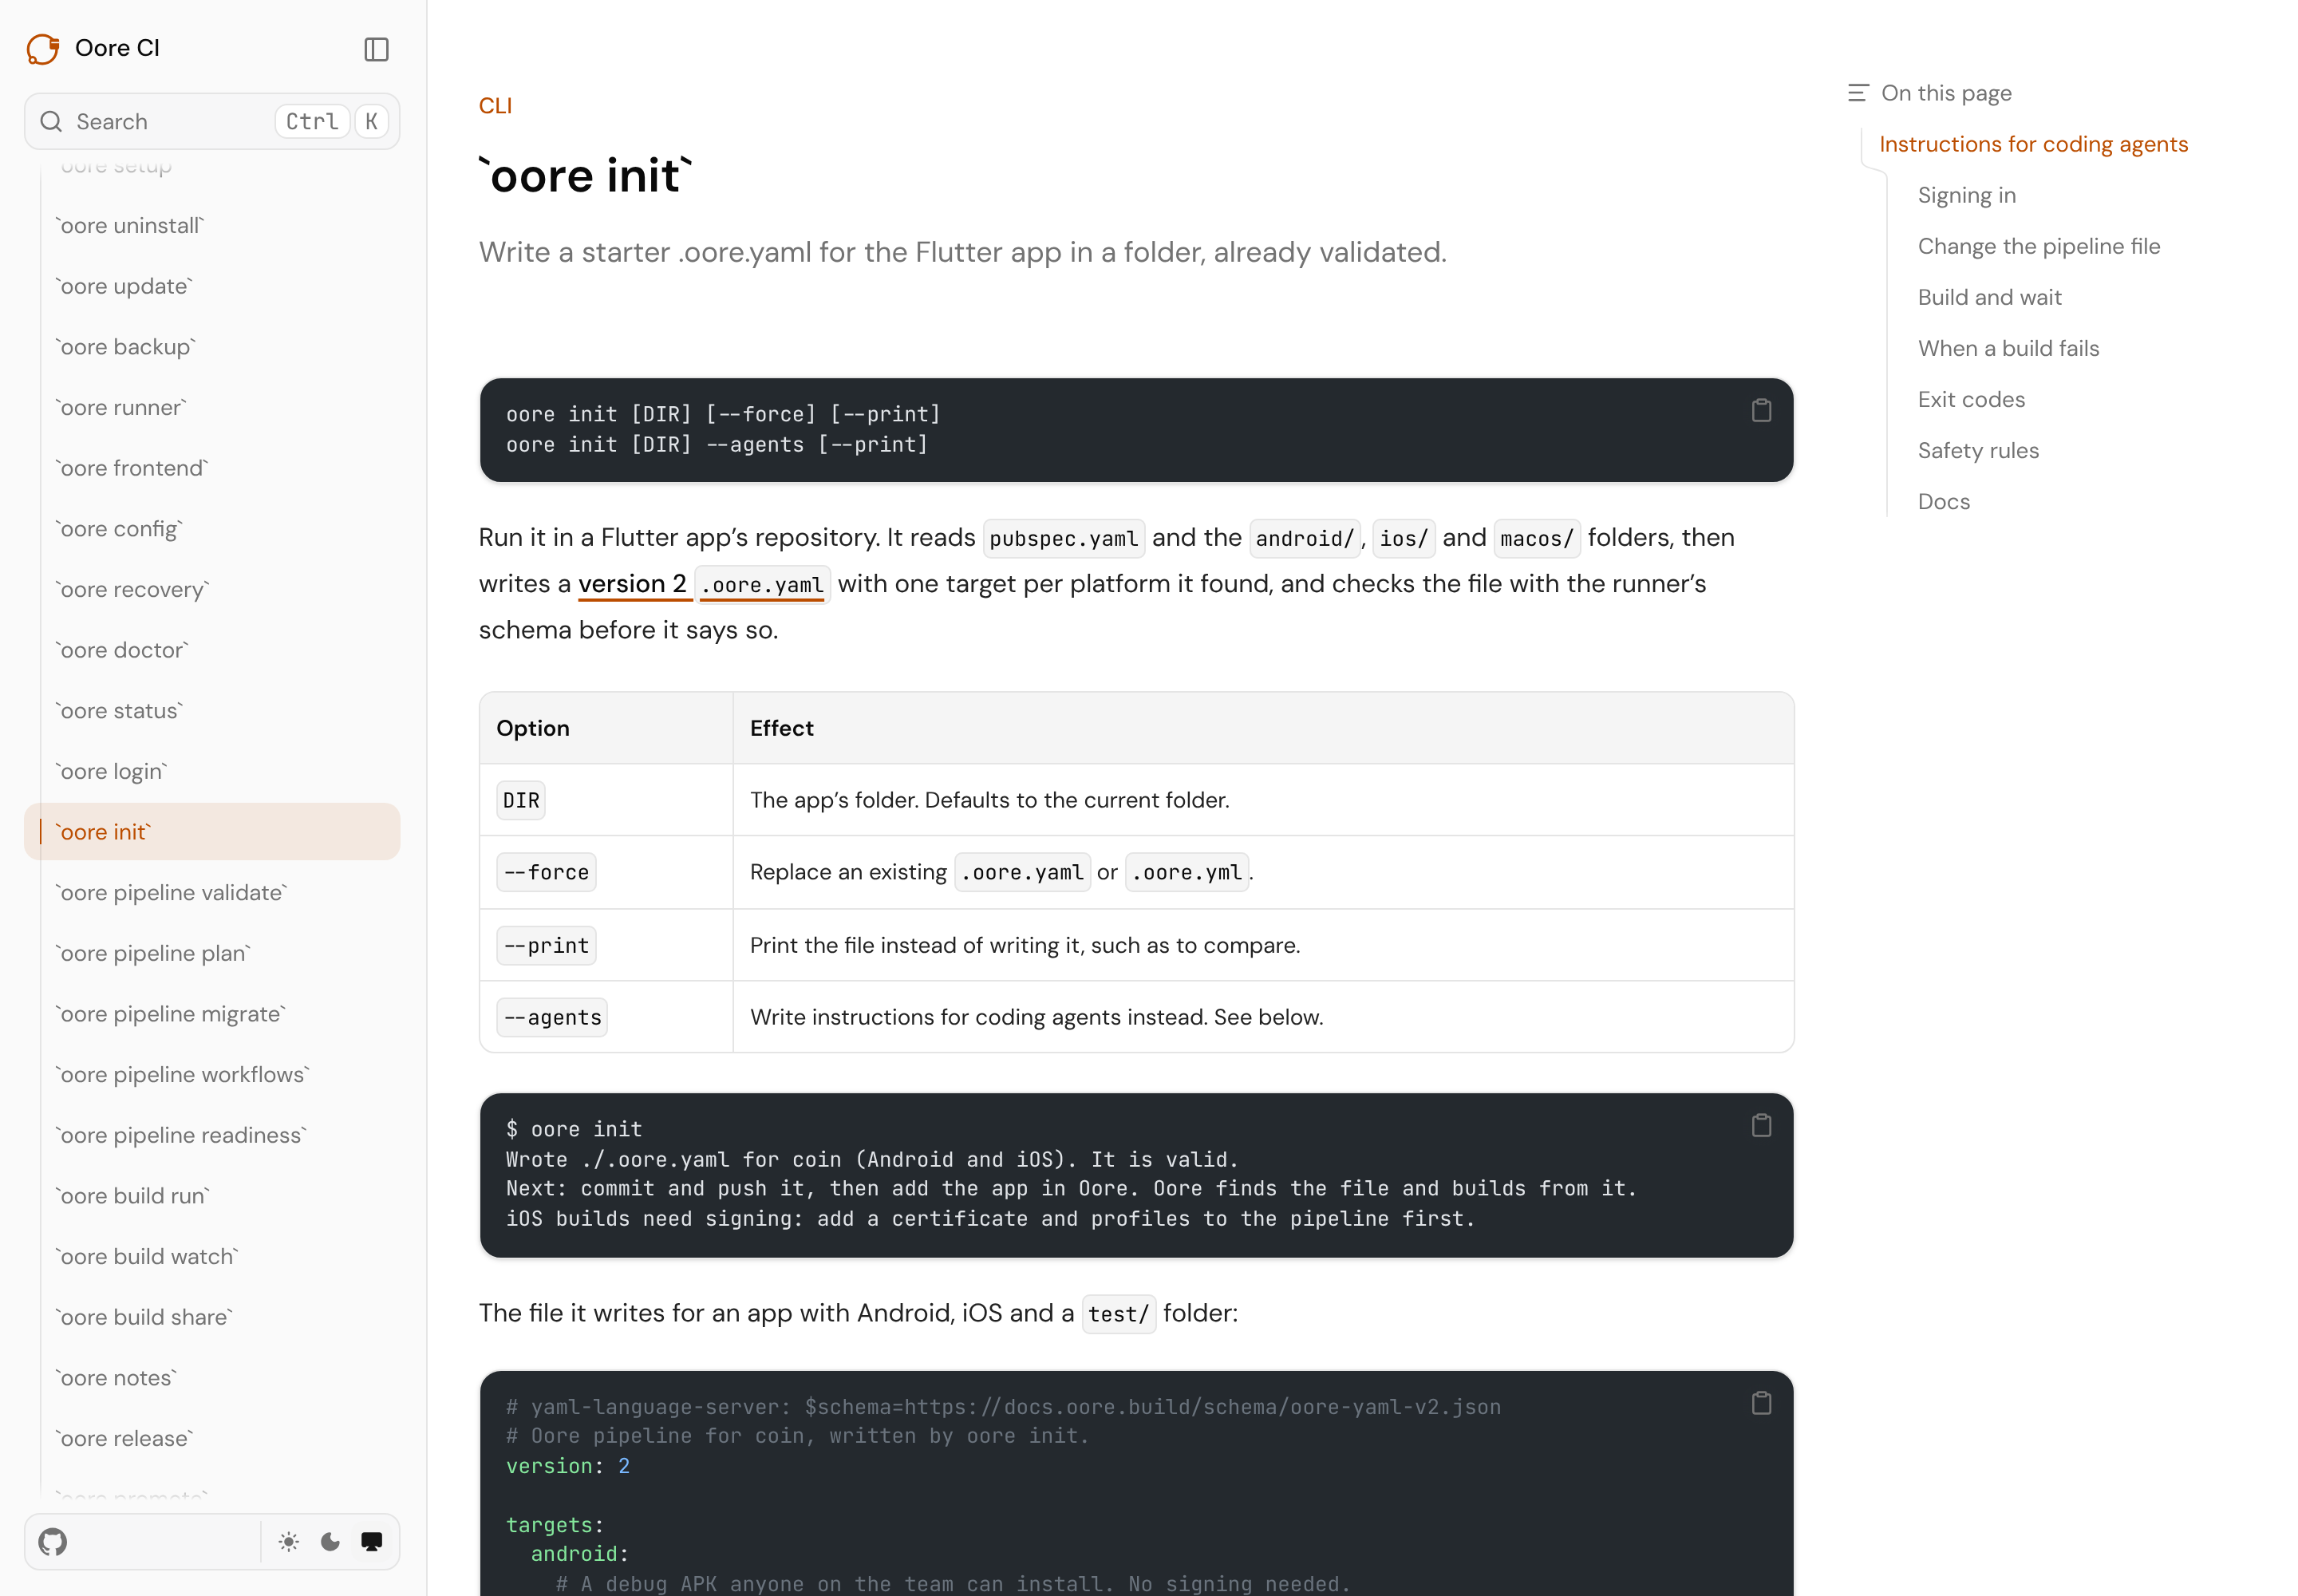 Oore CI
Search Ctrl K
`oore setup`
`oore uninstall`
`oore update`
`oore backup`
`oore runner`
`oore frontend`
`oore config`
`oore recovery`
`oore doctor`
`oore status`
`oore login`
`oore init`
`oore pipeline validate`
`oore pipeline plan`
`oore pipeline migrate`
`oore pipeline workflows`
`oore pipeline readiness`
`oore build run`
`oore build watch`
`oore build share`
`oore notes`
`oore release`
`oore promote`
CLI
`oore init`
Write a starter .oore.yaml for the Flutter app in a folder, already validated.
oore init [DIR] [--force] [--print]
oore init [DIR] --agents [--print]
Run it in a Flutter app’s repository. It reads pubspec.yaml and the android/, ios/ and macos/ folders, then
writes a version 2 .oore.yaml with one target per platform it found, and checks the file with the runner’s
schema before it says so.
Option Effect
DIR The app’s folder. Defaults to the current folder.
--force Replace an existing .oore.yaml or .oore.yml.
--print Print the file instead of writing it, such as to compare.
--agents Write instructions for coding agents instead. See below.
$ oore init
Wrote ./.oore.yaml for coin (Android and iOS). It is valid.
Next: commit and push it, then add the app in Oore. Oore finds the file and builds from it.
iOS builds need signing: add a certificate and profiles to the pipeline first.
The file it writes for an app with Android, iOS and a test/ folder:
# yaml-language-server: $schema=https://docs.oore.build/schema/oore-yaml-v2.json
# Oore pipeline for coin, written by oore init.
version: 2
targets:
android:
# A debug APK anyone on the team can install. No signing needed.
On this page
Instructions for coding agents
Signing in
Change the pipeline file
Build and wait
When a build fails
Exit codes
Safety rules
Docs